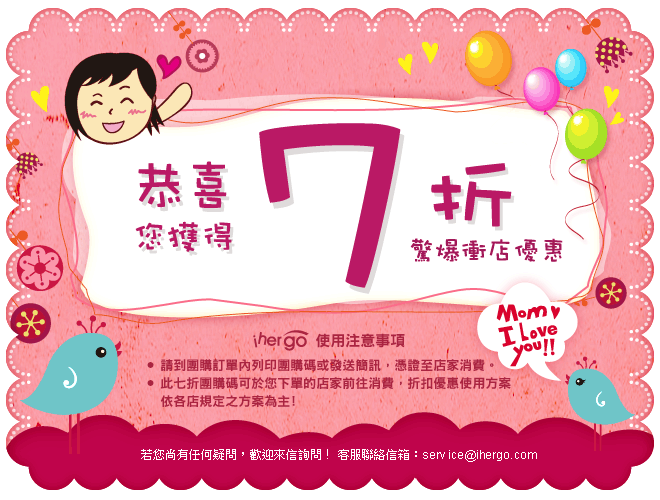 恭喜
您獲得
7
折
驚爆衝店優惠
ihergo 使用注意事項
Mom
I Love
you!!
● 請到團購訂單內列印團購碼或發送簡訊，憑證至店家消費。
● 此七折團購碼可於您下單的店家前往消費，折扣優惠使用方案
依各店規定之方案為主!
若您尚有任何疑問，歡迎來信詢問！ 客服聯絡信箱：service@ihergo.com